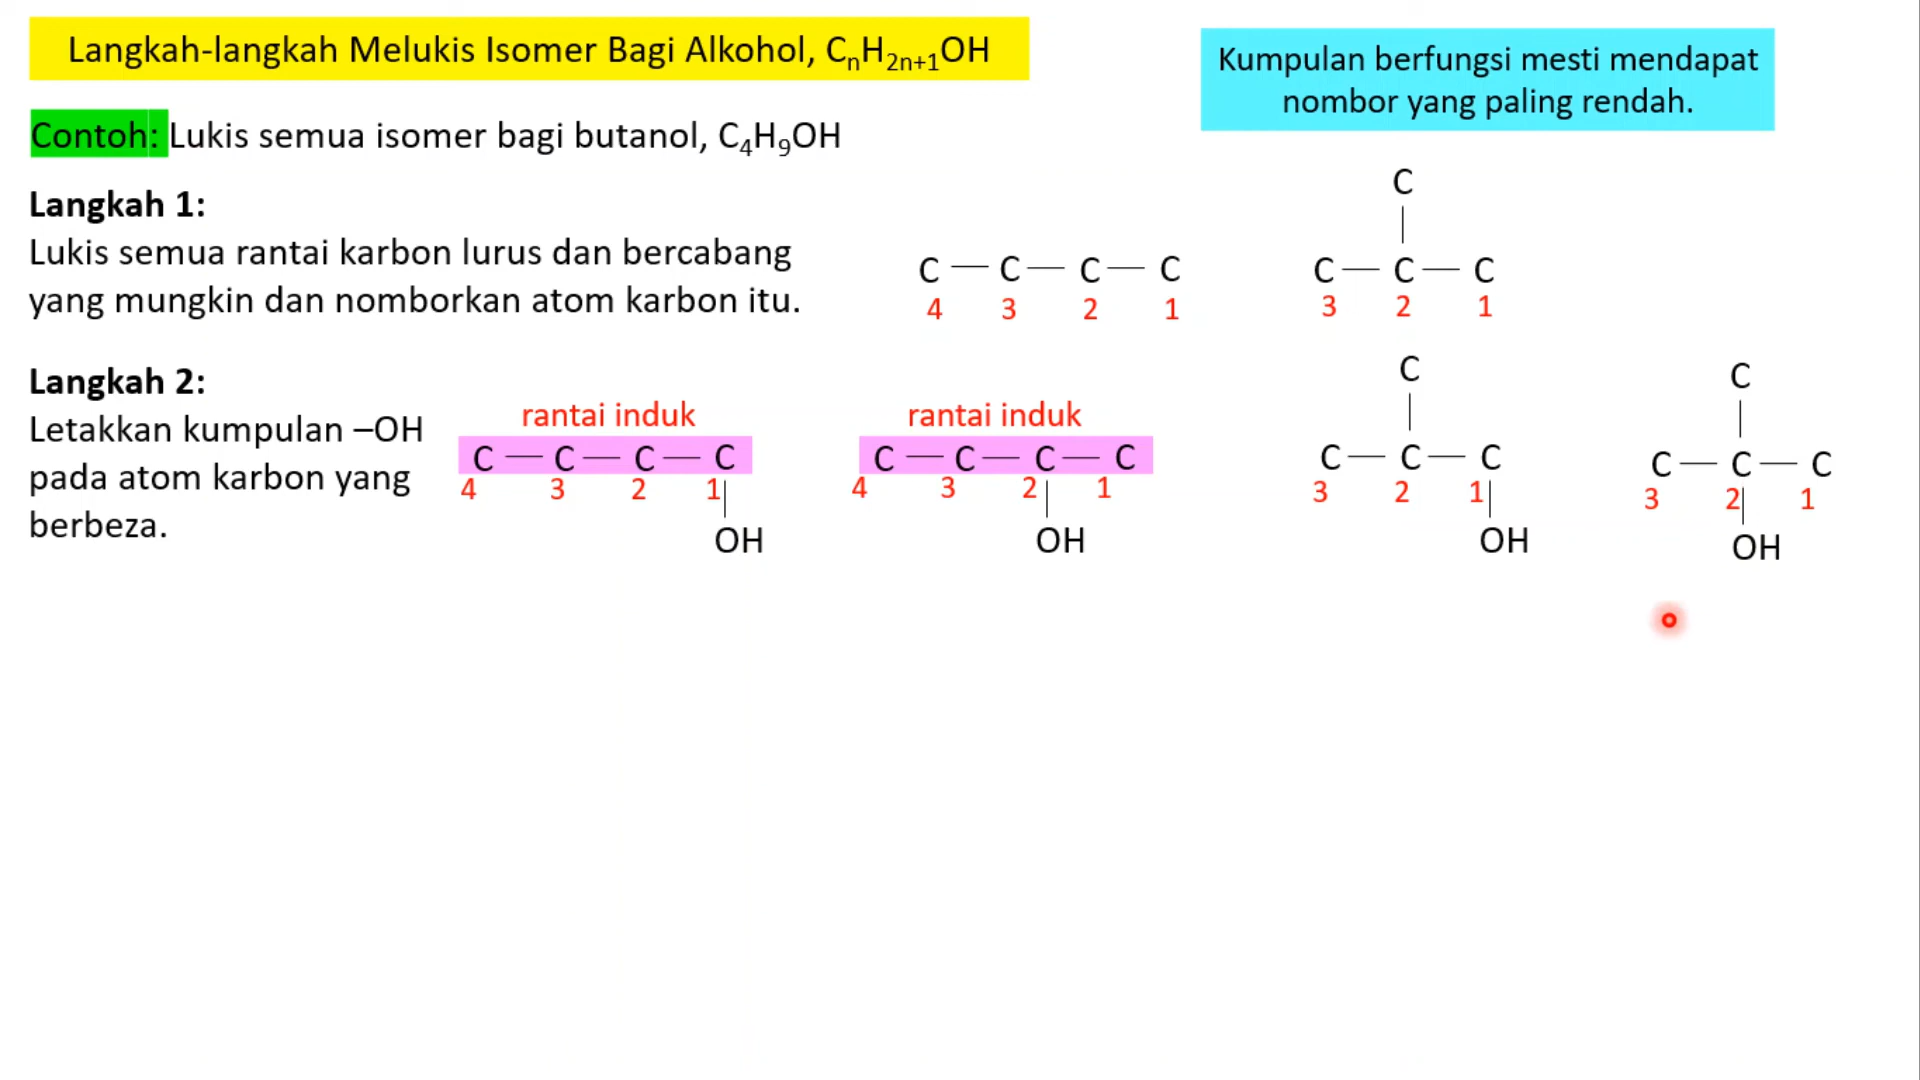 Langkah-langkah Melukis Isomer Bagi Alkohol, CₙH₂ₙ₊₁OH
Kumpulan berfungsi mesti mendapat
nombor yang paling rendah.
Contoh: Lukis semua isomer bagi butanol, C₄H₉OH
Langkah 1:
Lukis semua rantai karbon lurus dan bercabang
yang mungkin dan nomborkan atom karbon itu.
C — C — C — C
4 3 2 1
C
|
C — C — C
3 2 1
Langkah 2:
Letakkan kumpulan –OH
pada atom karbon yang
berbeza.
rantai induk
C — C — C — C
4 3 2 1|
OH
rantai induk
C — C — C — C
4 3 2| 1
OH
C
|
C — C — C
3 2 1|
OH
C
|
C — C — C
3 2| 1
OH